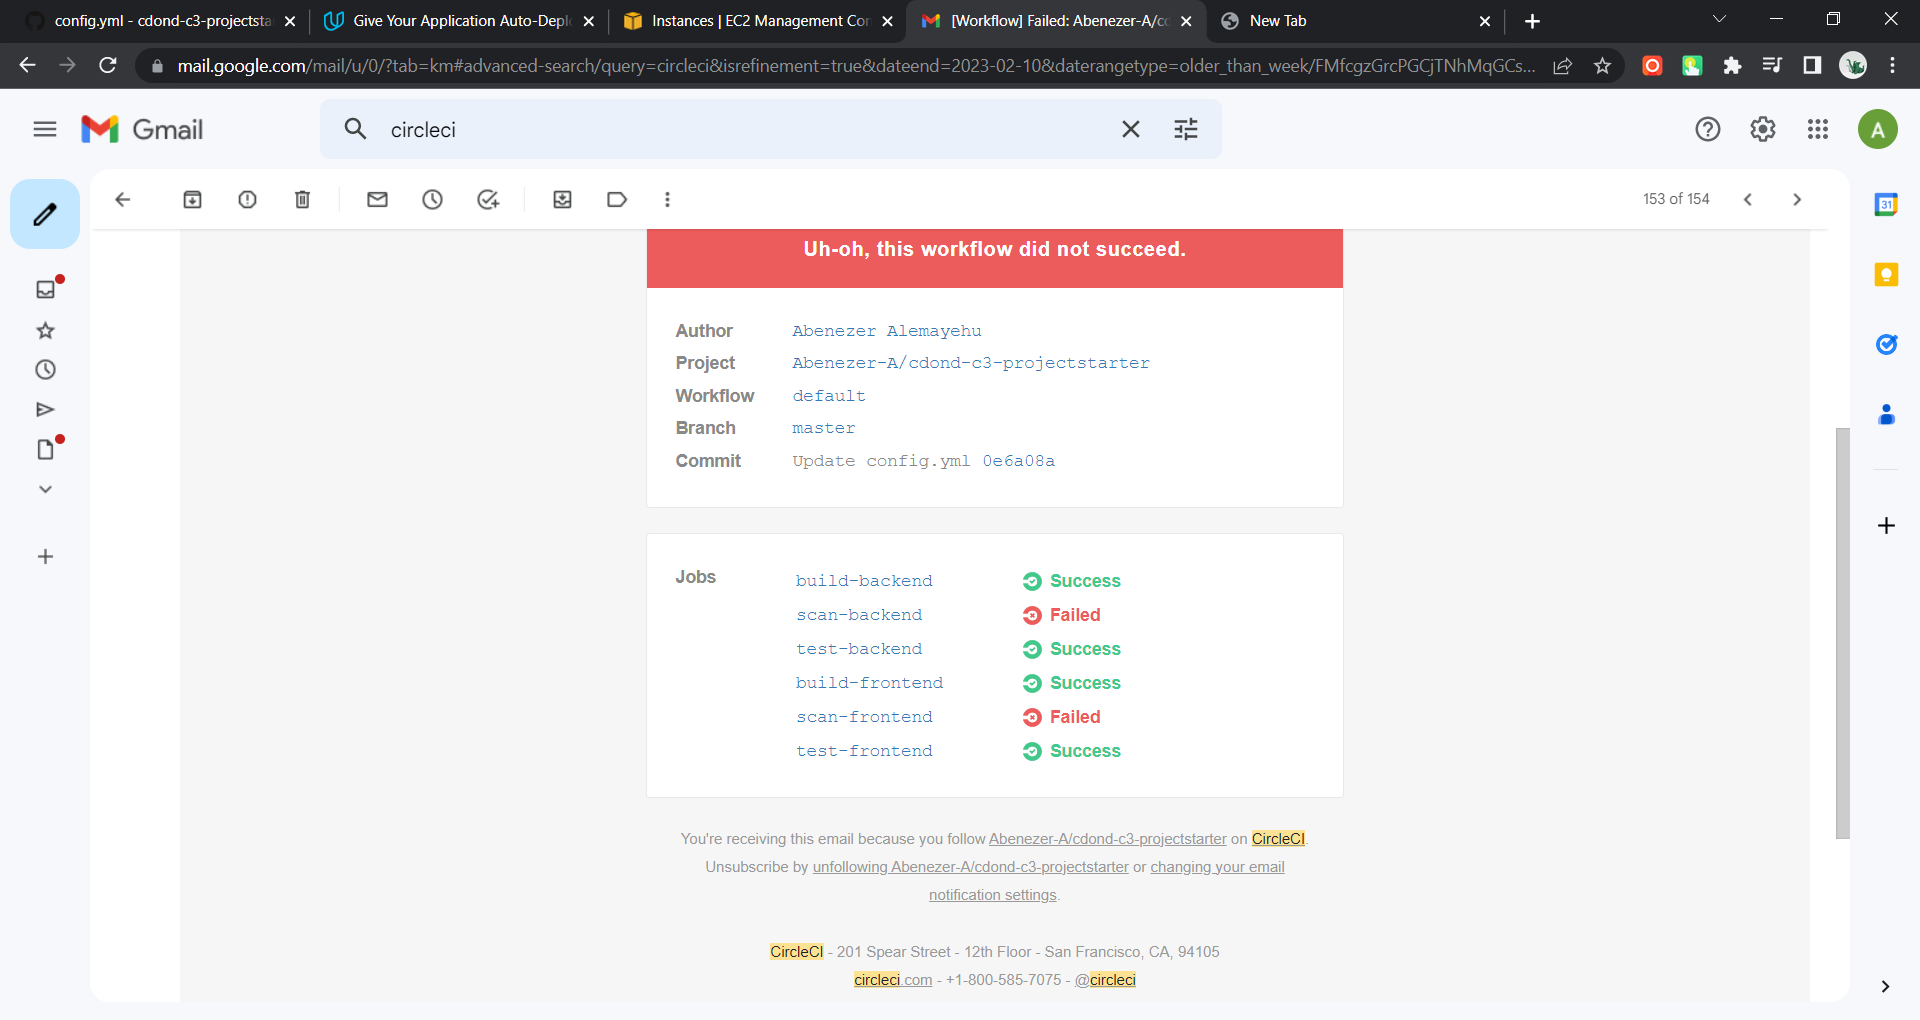 config.yml - cdond-c3-projectsta
Give Your Application Auto-Deplo
Instances | EC2 Management Con
[Workflow] Failed: Abenezer-A/cd
New Tab
mail.google.com/mail/u/0/?tab=km#advanced-search/query=circleci&isrefinement=true&dateend=2023-02-10&daterangetype=older_than_week/FMfcgzGrcPGCjTNhMqGCs...
Gmail
circleci
A
153 of 154
31
Uh-oh, this workflow did not succeed.
Author Abenezer Alemayehu
Project Abenezer-A/cdond-c3-projectstarter
Workflow default
Branch master
Commit Update config.yml 0e6a08a
Jobs build-backend Success
scan-backend Failed
test-backend Success
build-frontend Success
scan-frontend Failed
test-frontend Success
You're receiving this email because you follow Abenezer-A/cdond-c3-projectstarter on CircleCI.
Unsubscribe by unfollowing Abenezer-A/cdond-c3-projectstarter or changing your email
notification settings.
CircleCI - 201 Spear Street - 12th Floor - San Francisco, CA, 94105
circleci.com - +1-800-585-7075 - @circleci